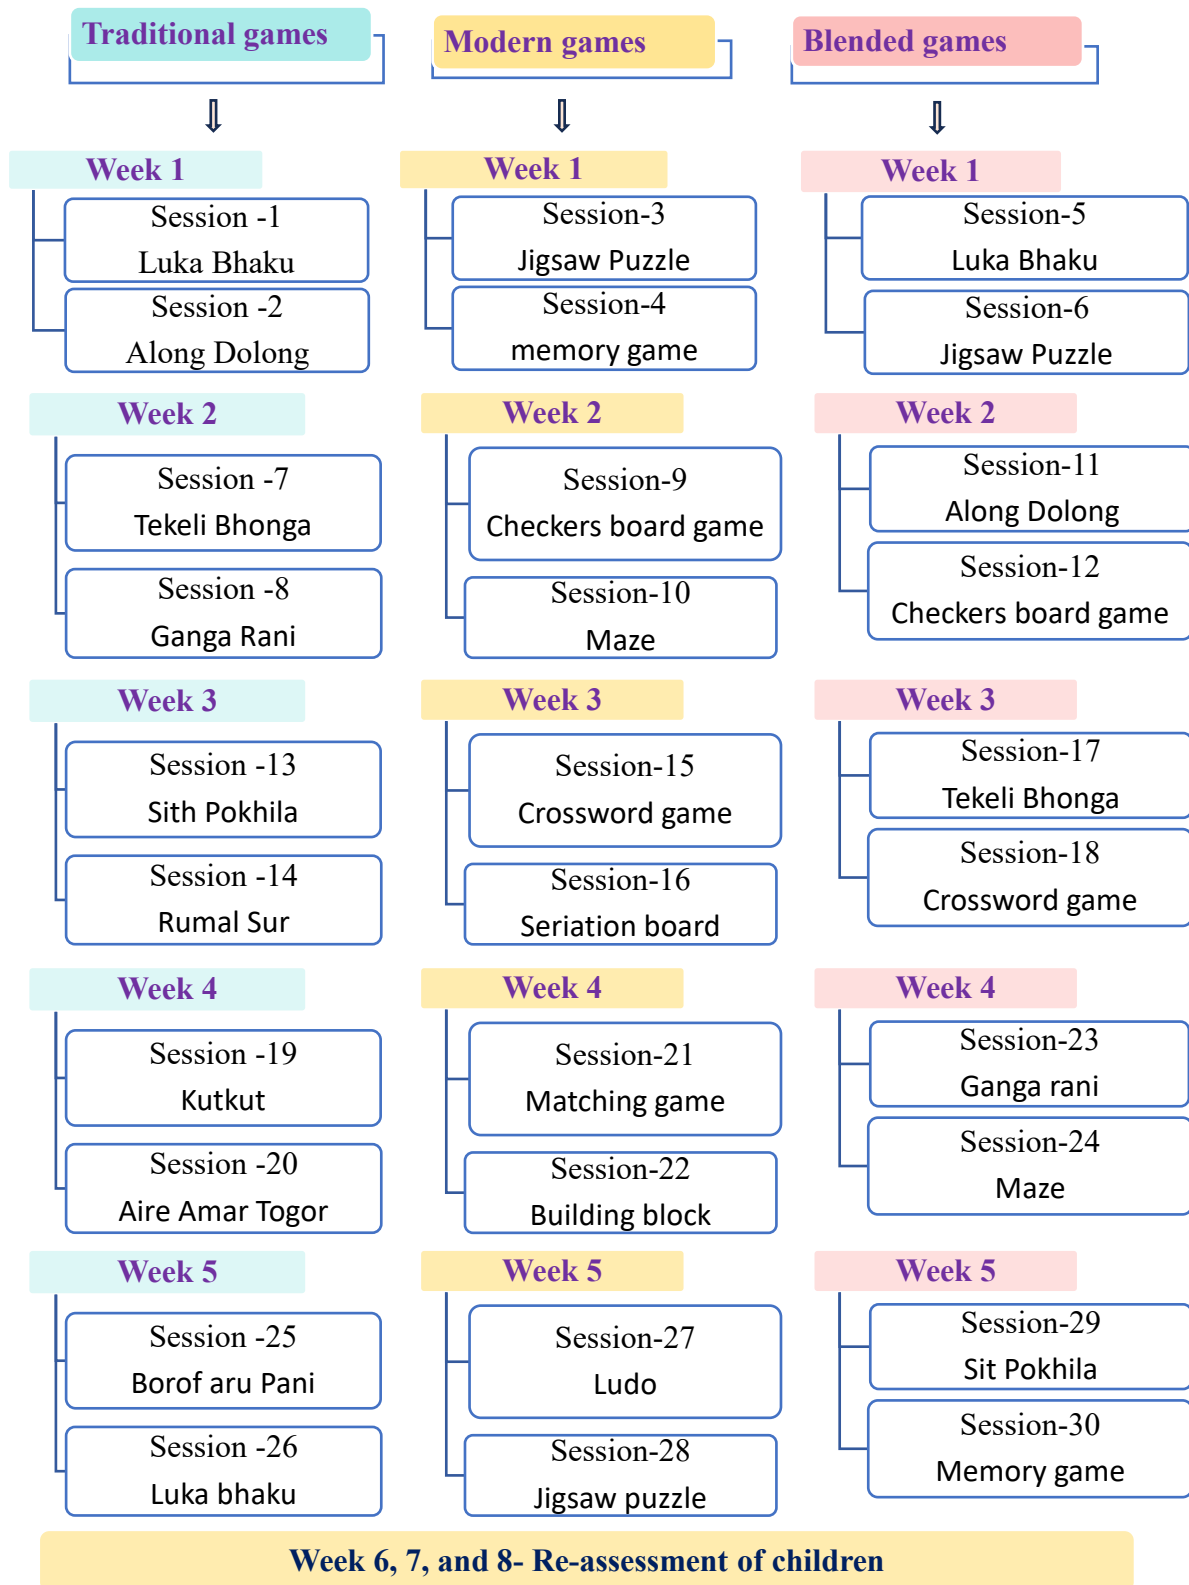 Traditional games
Modern games
Blended games
Week 1
Session -1
Luka Bhaku
Session -2
Along Dolong
Week 1
Session-3
Jigsaw Puzzle
Session-4
memory game
Week 1
Session-5
Luka Bhaku
Session-6
Jigsaw Puzzle
Week 2
Session -7
Tekeli Bhonga
Session -8
Ganga Rani
Week 2
Session-9
Checkers board game
Session-10
Maze
Week 2
Session-11
Along Dolong
Session-12
Checkers board game
Week 3
Session -13
Sith Pokhila
Session -14
Rumal Sur
Week 3
Session-15
Crossword game
Session-16
Seriation board
Week 3
Session-17
Tekeli Bhonga
Session-18
Crossword game
Week 4
Session -19
Kutkut
Session -20
Aire Amar Togor
Week 4
Session-21
Matching game
Session-22
Building block
Week 4
Session-23
Ganga rani
Session-24
Maze
Week 5
Session -25
Borof aru Pani
Session -26
Luka bhaku
Week 5
Session-27
Ludo
Session-28
Jigsaw puzzle
Week 5
Session-29
Sit Pokhila
Session-30
Memory game
Week 6, 7, and 8- Re-assessment of children